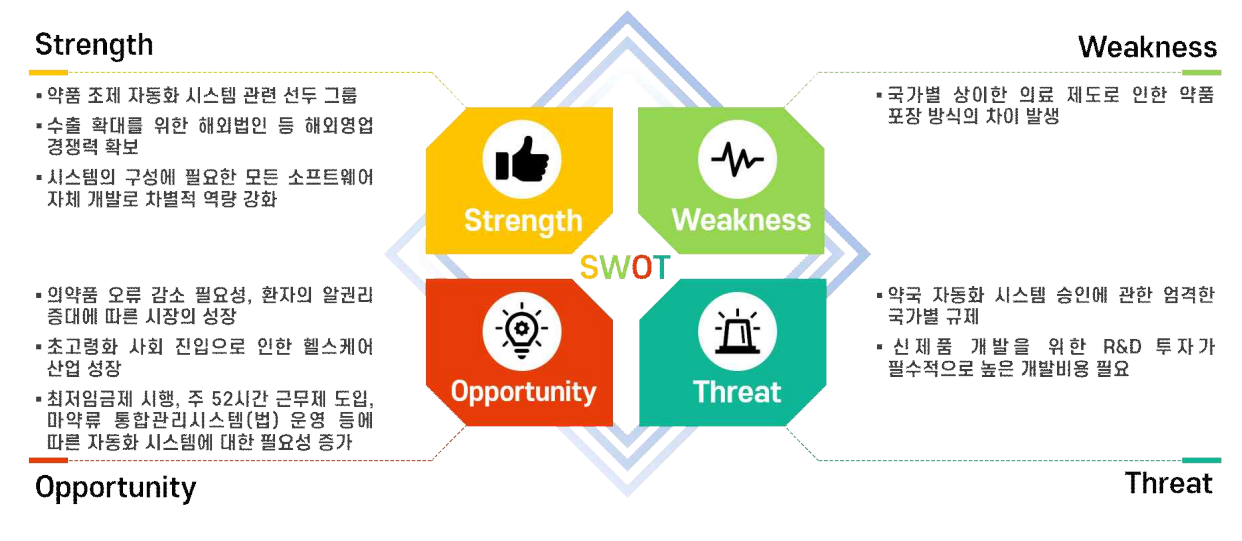 Strength
▪ 약품 조제 자동화 시스템 관련 선두 그룹
▪ 수출 확대를 위한 해외법인 등 해외영업
경쟁력 확보
▪ 시스템의 구성에 필요한 모든 소프트웨어
자체 개발로 차별적 역량 강화
Weakness
▪ 국가별 상이한 의료 제도로 인한 약품
포장 방식의 차이 발생
Strength
Weakness
SWOT
Opportunity
Threat
▪ 의약품 오류 감소 필요성, 환자의 알권리
증대에 따른 시장의 성장
▪ 초고령화 사회 진입으로 인한 헬스케어
산업 성장
▪ 최저임금제 시행, 주 52시간 근무제 도입,
마약류 통합관리시스템(법) 운영 등에
따른 자동화 시스템에 대한 필요성 증가
Opportunity
▪ 약국 자동화 시스템 승인에 관한 엄격한
국가별 규제
▪ 신제품 개발을 위한 R&D 투자가
필수적으로 높은 개발비용 필요
Threat